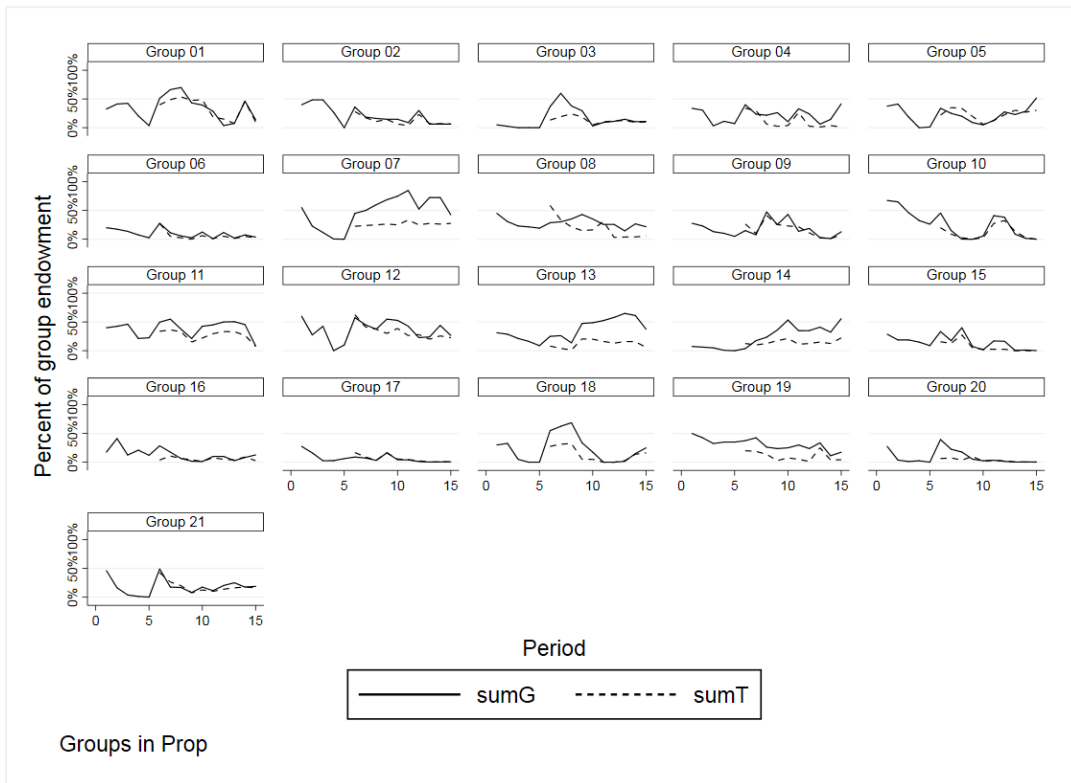 Group 01 Group 02 Group 03 Group 04 Group 05
0% 50% 100%
Group 06 Group 07 Group 08 Group 09 Group 10
0% 50% 100%
Group 11 Group 12 Group 13 Group 14 Group 15
0% 50% 100%
Group 16 Group 17 Group 18 Group 19 Group 20
0% 50% 100%
0 5 10 15 0 5 10 15 0 5 10 15 0 5 10 15
Group 21
0% 50% 100%
0 5 10 15
Percent of group endowment
Period
sumG sumT
Groups in Prop